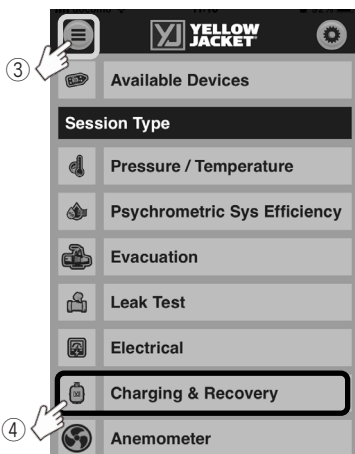 YJ YELLOW
JACKET
③
Available Devices
Session Type
Pressure / Temperature
Psychrometric Sys Efficiency
Evacuation
Leak Test
Electrical
Charging & Recovery
④
Anemometer